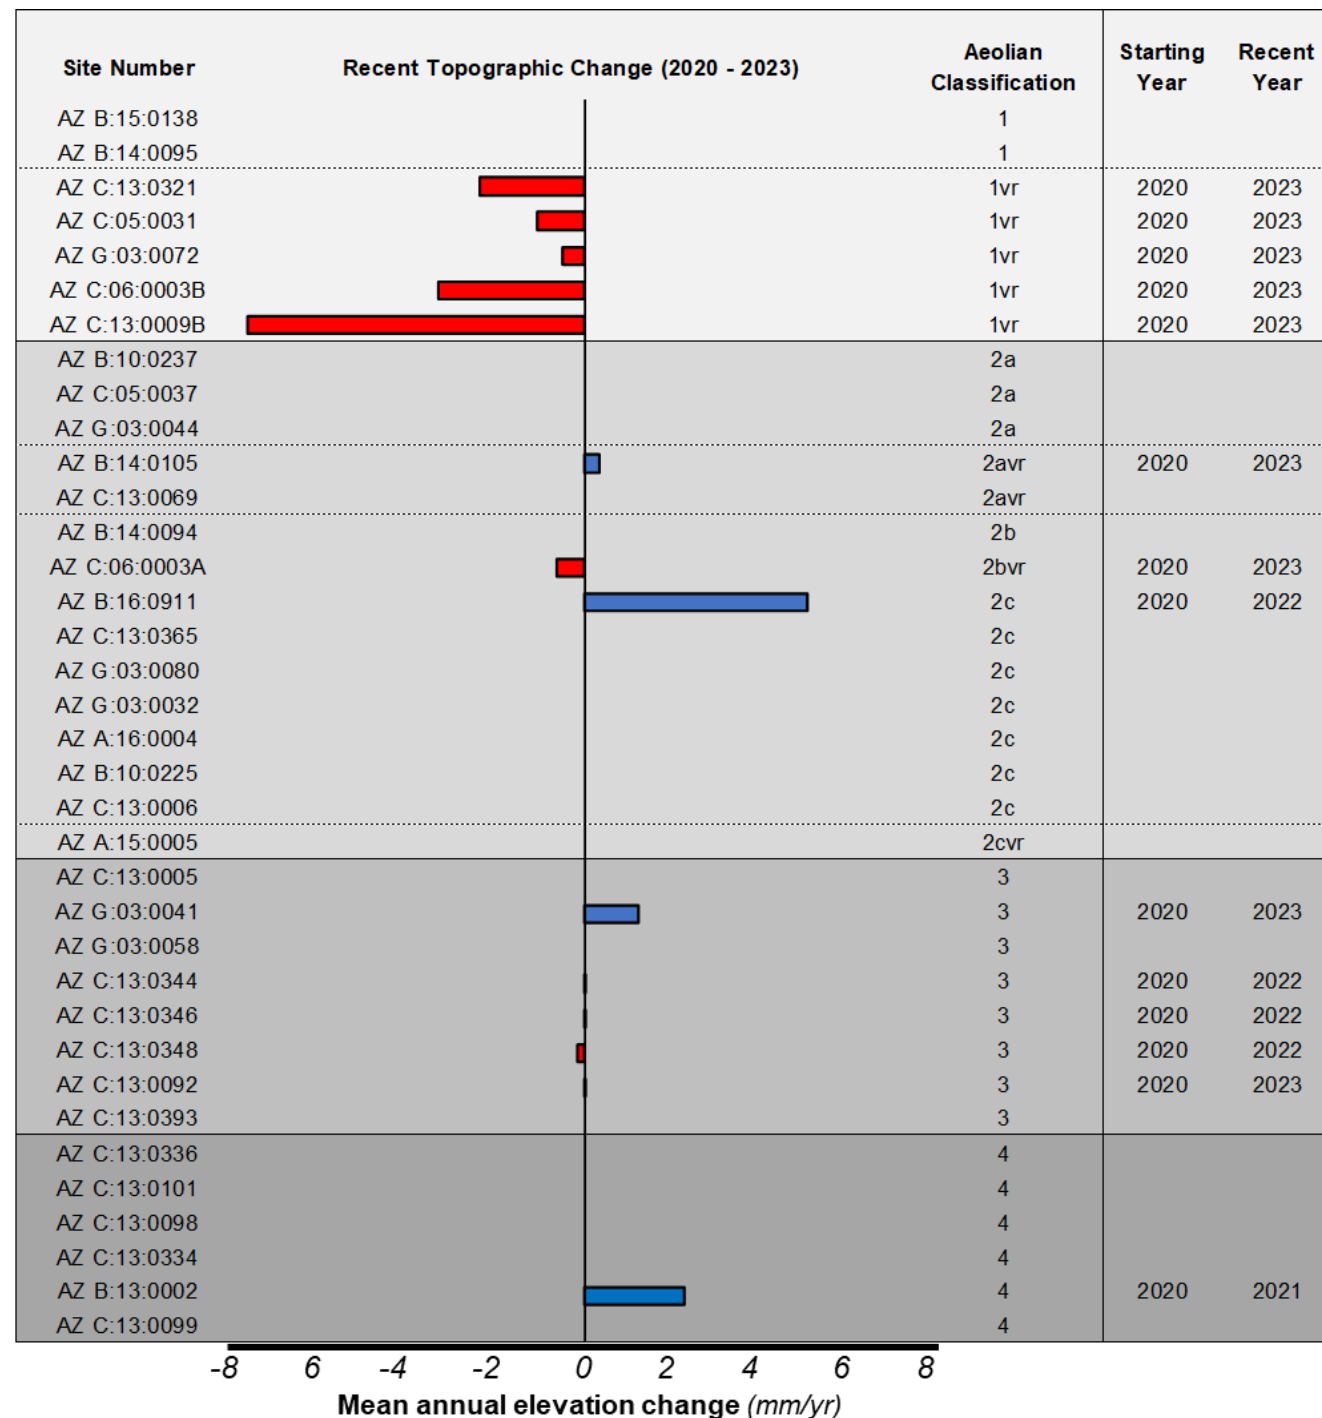 Site Number Recent Topographic Change (2020 - 2023) Aeolian Classification Starting Year Recent Year
AZ B:15:0138 1
AZ B:14:0095 1
AZ C:13:0321 1vr 2020 2023
AZ C:05:0031 1vr 2020 2023
AZ G:03:0072 1vr 2020 2023
AZ C:06:0003B 1vr 2020 2023
AZ C:13:0009B 1vr 2020 2023
AZ B:10:0237 2a
AZ C:05:0037 2a
AZ G:03:0044 2a
AZ B:14:0105 2avr 2020 2023
AZ C:13:0069 2avr
AZ B:14:0094 2b
AZ C:06:0003A 2bvr 2020 2023
AZ B:16:0911 2c 2020 2022
AZ C:13:0365 2c
AZ G:03:0080 2c
AZ G:03:0032 2c
AZ A:16:0004 2c
AZ B:10:0225 2c
AZ C:13:0006 2c
AZ A:15:0005 2cvr
AZ C:13:0005 3
AZ G:03:0041 3 2020 2023
AZ G:03:0058 3
AZ C:13:0344 3 2020 2022
AZ C:13:0346 3 2020 2022
AZ C:13:0348 3 2020 2022
AZ C:13:0092 3 2020 2023
AZ C:13:0393 3
AZ C:13:0336 4
AZ C:13:0101 4
AZ C:13:0098 4
AZ C:13:0334 4
AZ B:13:0002 4 2020 2021
AZ C:13:0099 4
-8 6 -4 -2 0 2 4 6 8
Mean annual elevation change (mm/yr)